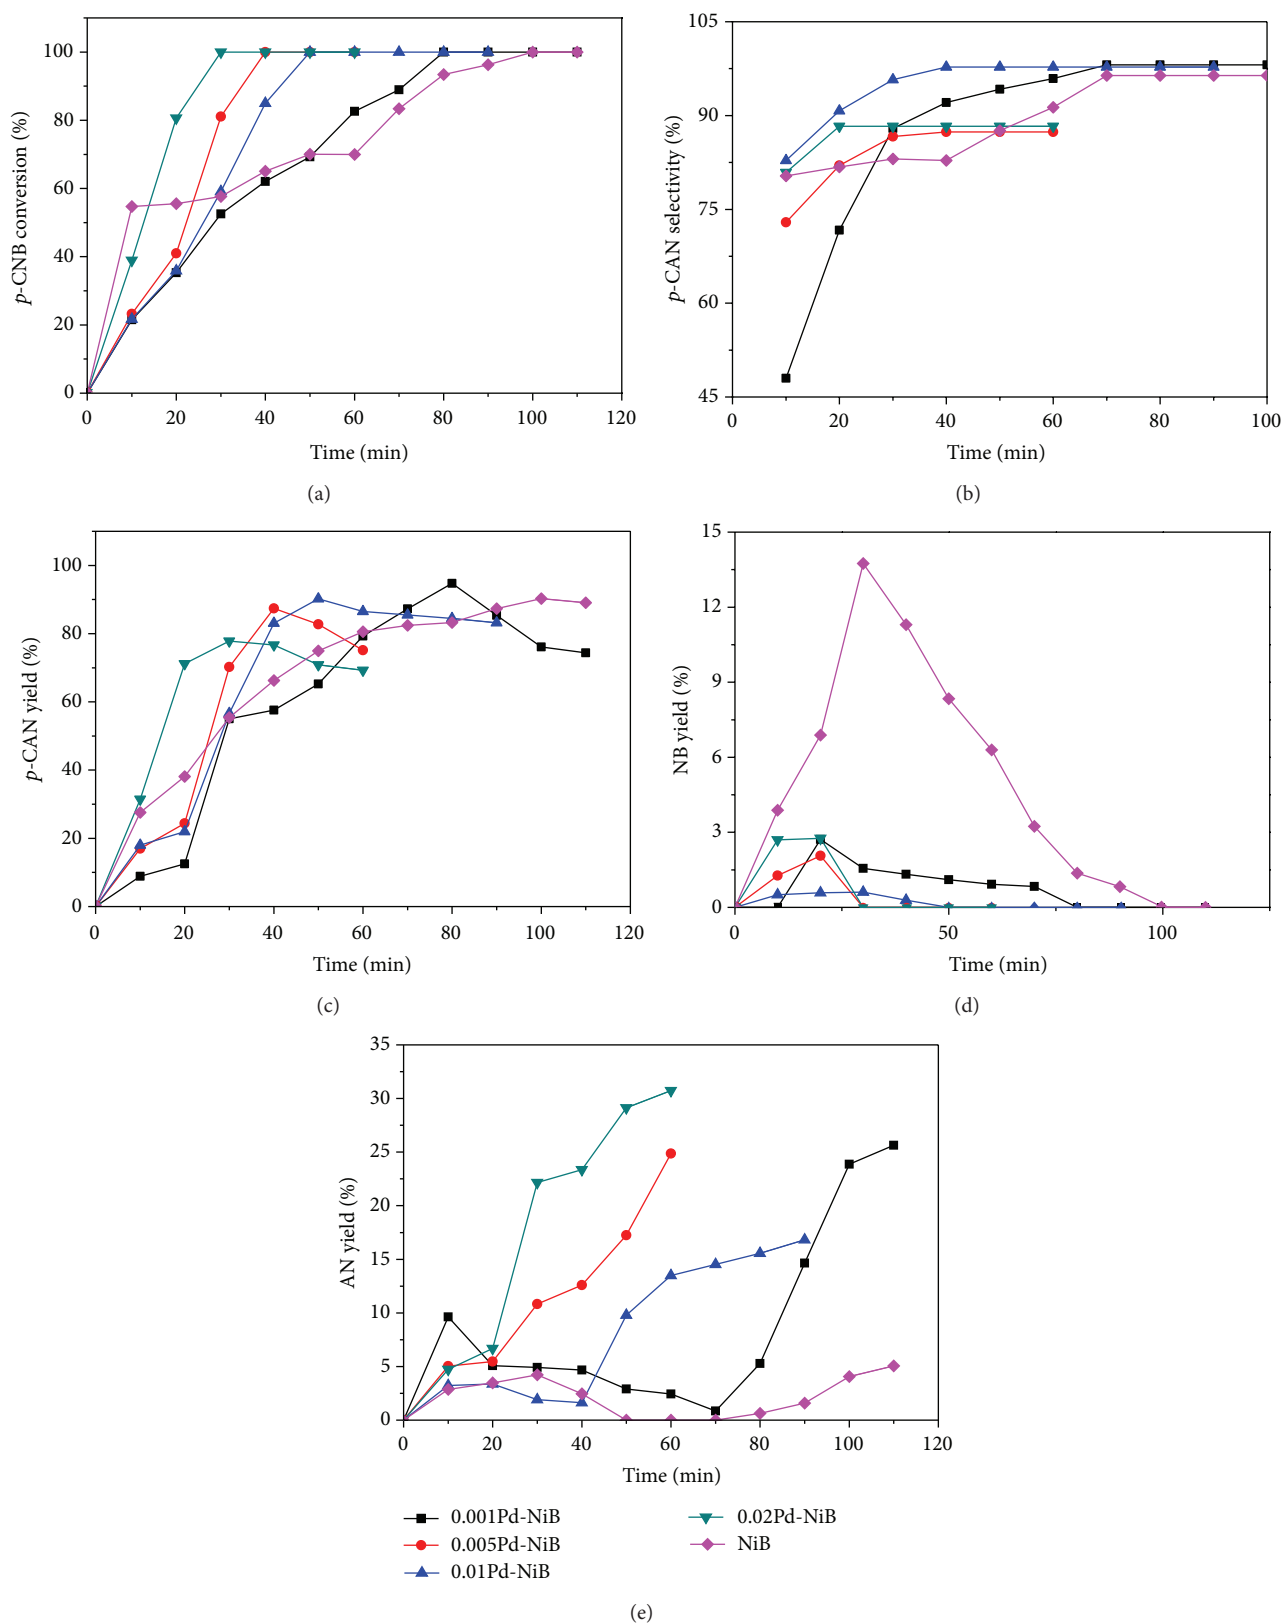 100
80
60
40
20
0
p-CNB conversion (%)
0 20 40 60 80 100 120
Time (min)
(a)
105
90
75
60
45
p-CAN selectivity (%)
0 20 40 60 80 100
Time (min)
(b)
100
80
60
40
20
0
p-CAN yield (%)
0 20 40 60 80 100 120
Time (min)
(c)
15
12
9
6
3
0
NB yield (%)
0 50 100
Time (min)
(d)
35
30
25
20
15
10
5
0
AN yield (%)
0 20 40 60 80 100 120
Time (min)
0.001Pd-NiB
0.005Pd-NiB
0.01Pd-NiB
0.02Pd-NiB
NiB
(e)